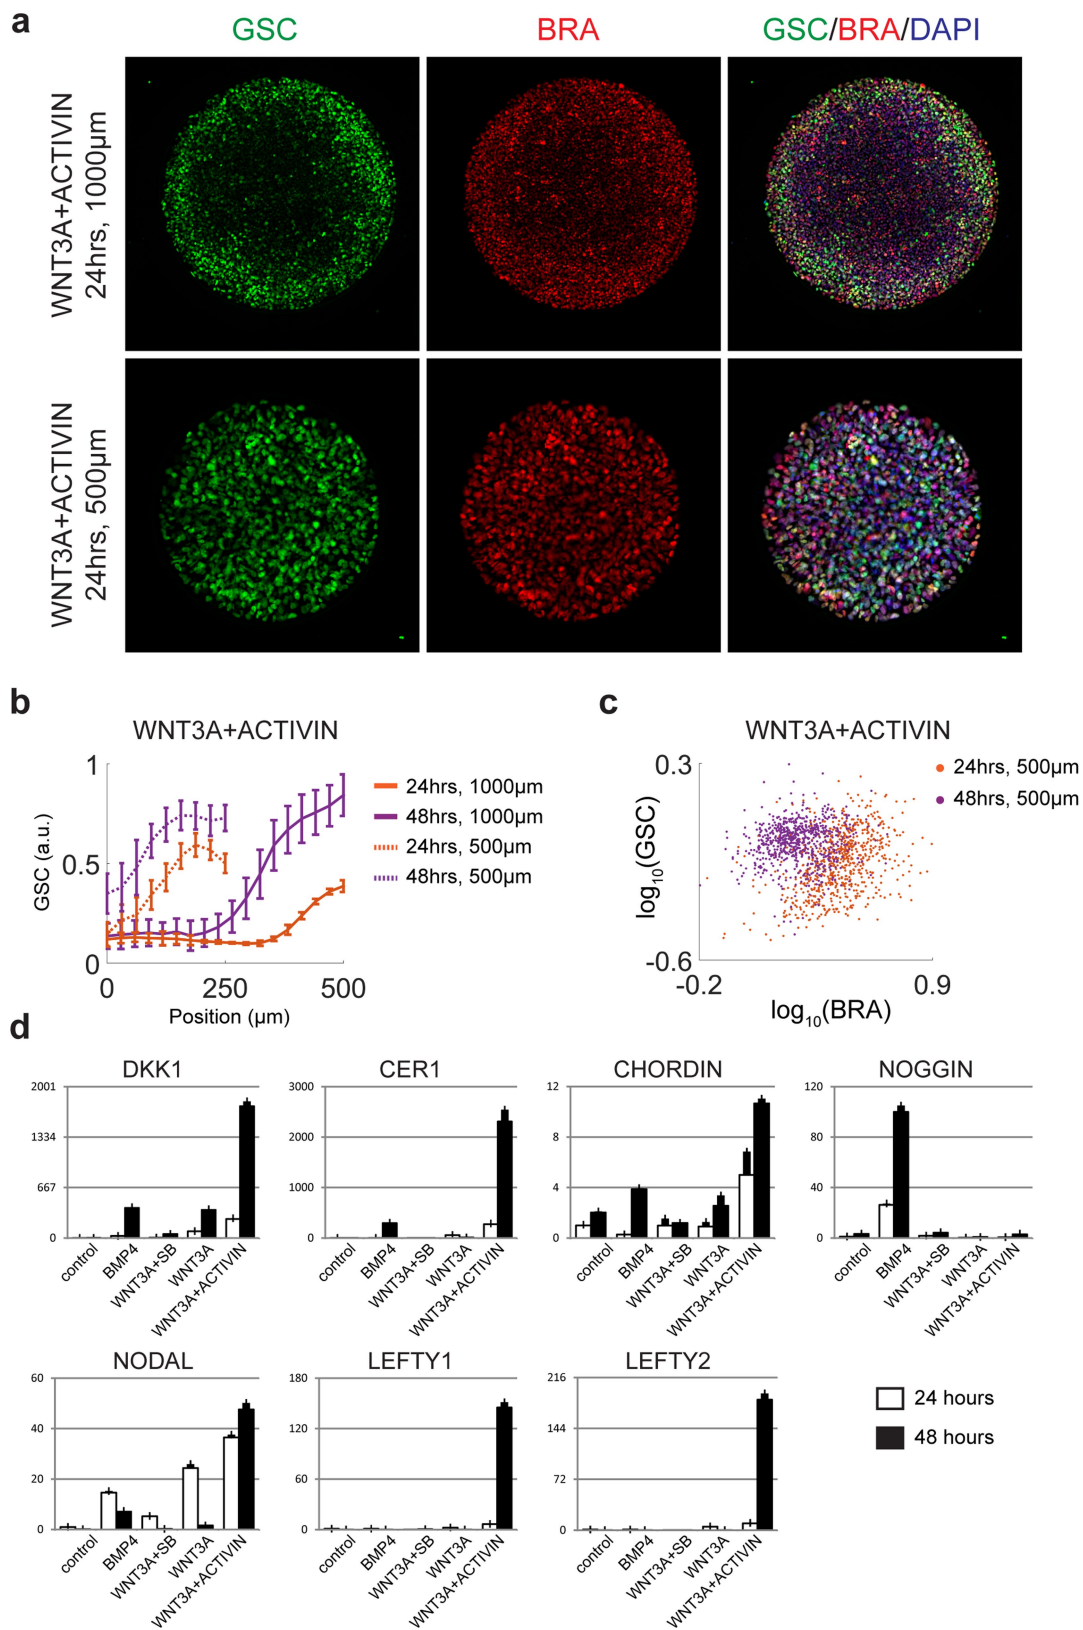 a
GSC
BRA
GSC/BRA/DAPI
WNT3A+ACTIVIN
24hrs, 1000µm
WNT3A+ACTIVIN
24hrs, 500µm
b
WNT3A+ACTIVIN
1
0.5
0
GSC (a.u.)
0
250
500
Position (µm)
24hrs, 1000µm
48hrs, 1000µm
24hrs, 500µm
48hrs, 500µm
c
WNT3A+ACTIVIN
0.3
-0.6
log10(GSC)
-0.2
0.9
log10(BRA)
24hrs, 500µm
48hrs, 500µm
d
DKK1
2001
1334
667
0
control
BMP4
WNT3A+SB
WNT3A
WNT3A+ACTIVIN
CER1
3000
2000
1000
0
control
BMP4
WNT3A+SB
WNT3A
WNT3A+ACTIVIN
CHORDIN
12
8
4
0
control
BMP4
WNT3A+SB
WNT3A
WNT3A+ACTIVIN
NOGGIN
120
80
40
0
control
BMP4
WNT3A+SB
WNT3A
WNT3A+ACTIVIN
NODAL
60
40
20
0
control
BMP4
WNT3A+SB
WNT3A
WNT3A+ACTIVIN
LEFTY1
180
120
60
0
control
BMP4
WNT3A+SB
WNT3A
WNT3A+ACTIVIN
LEFTY2
216
144
72
0
control
BMP4
WNT3A+SB
WNT3A
WNT3A+ACTIVIN
24 hours
48 hours